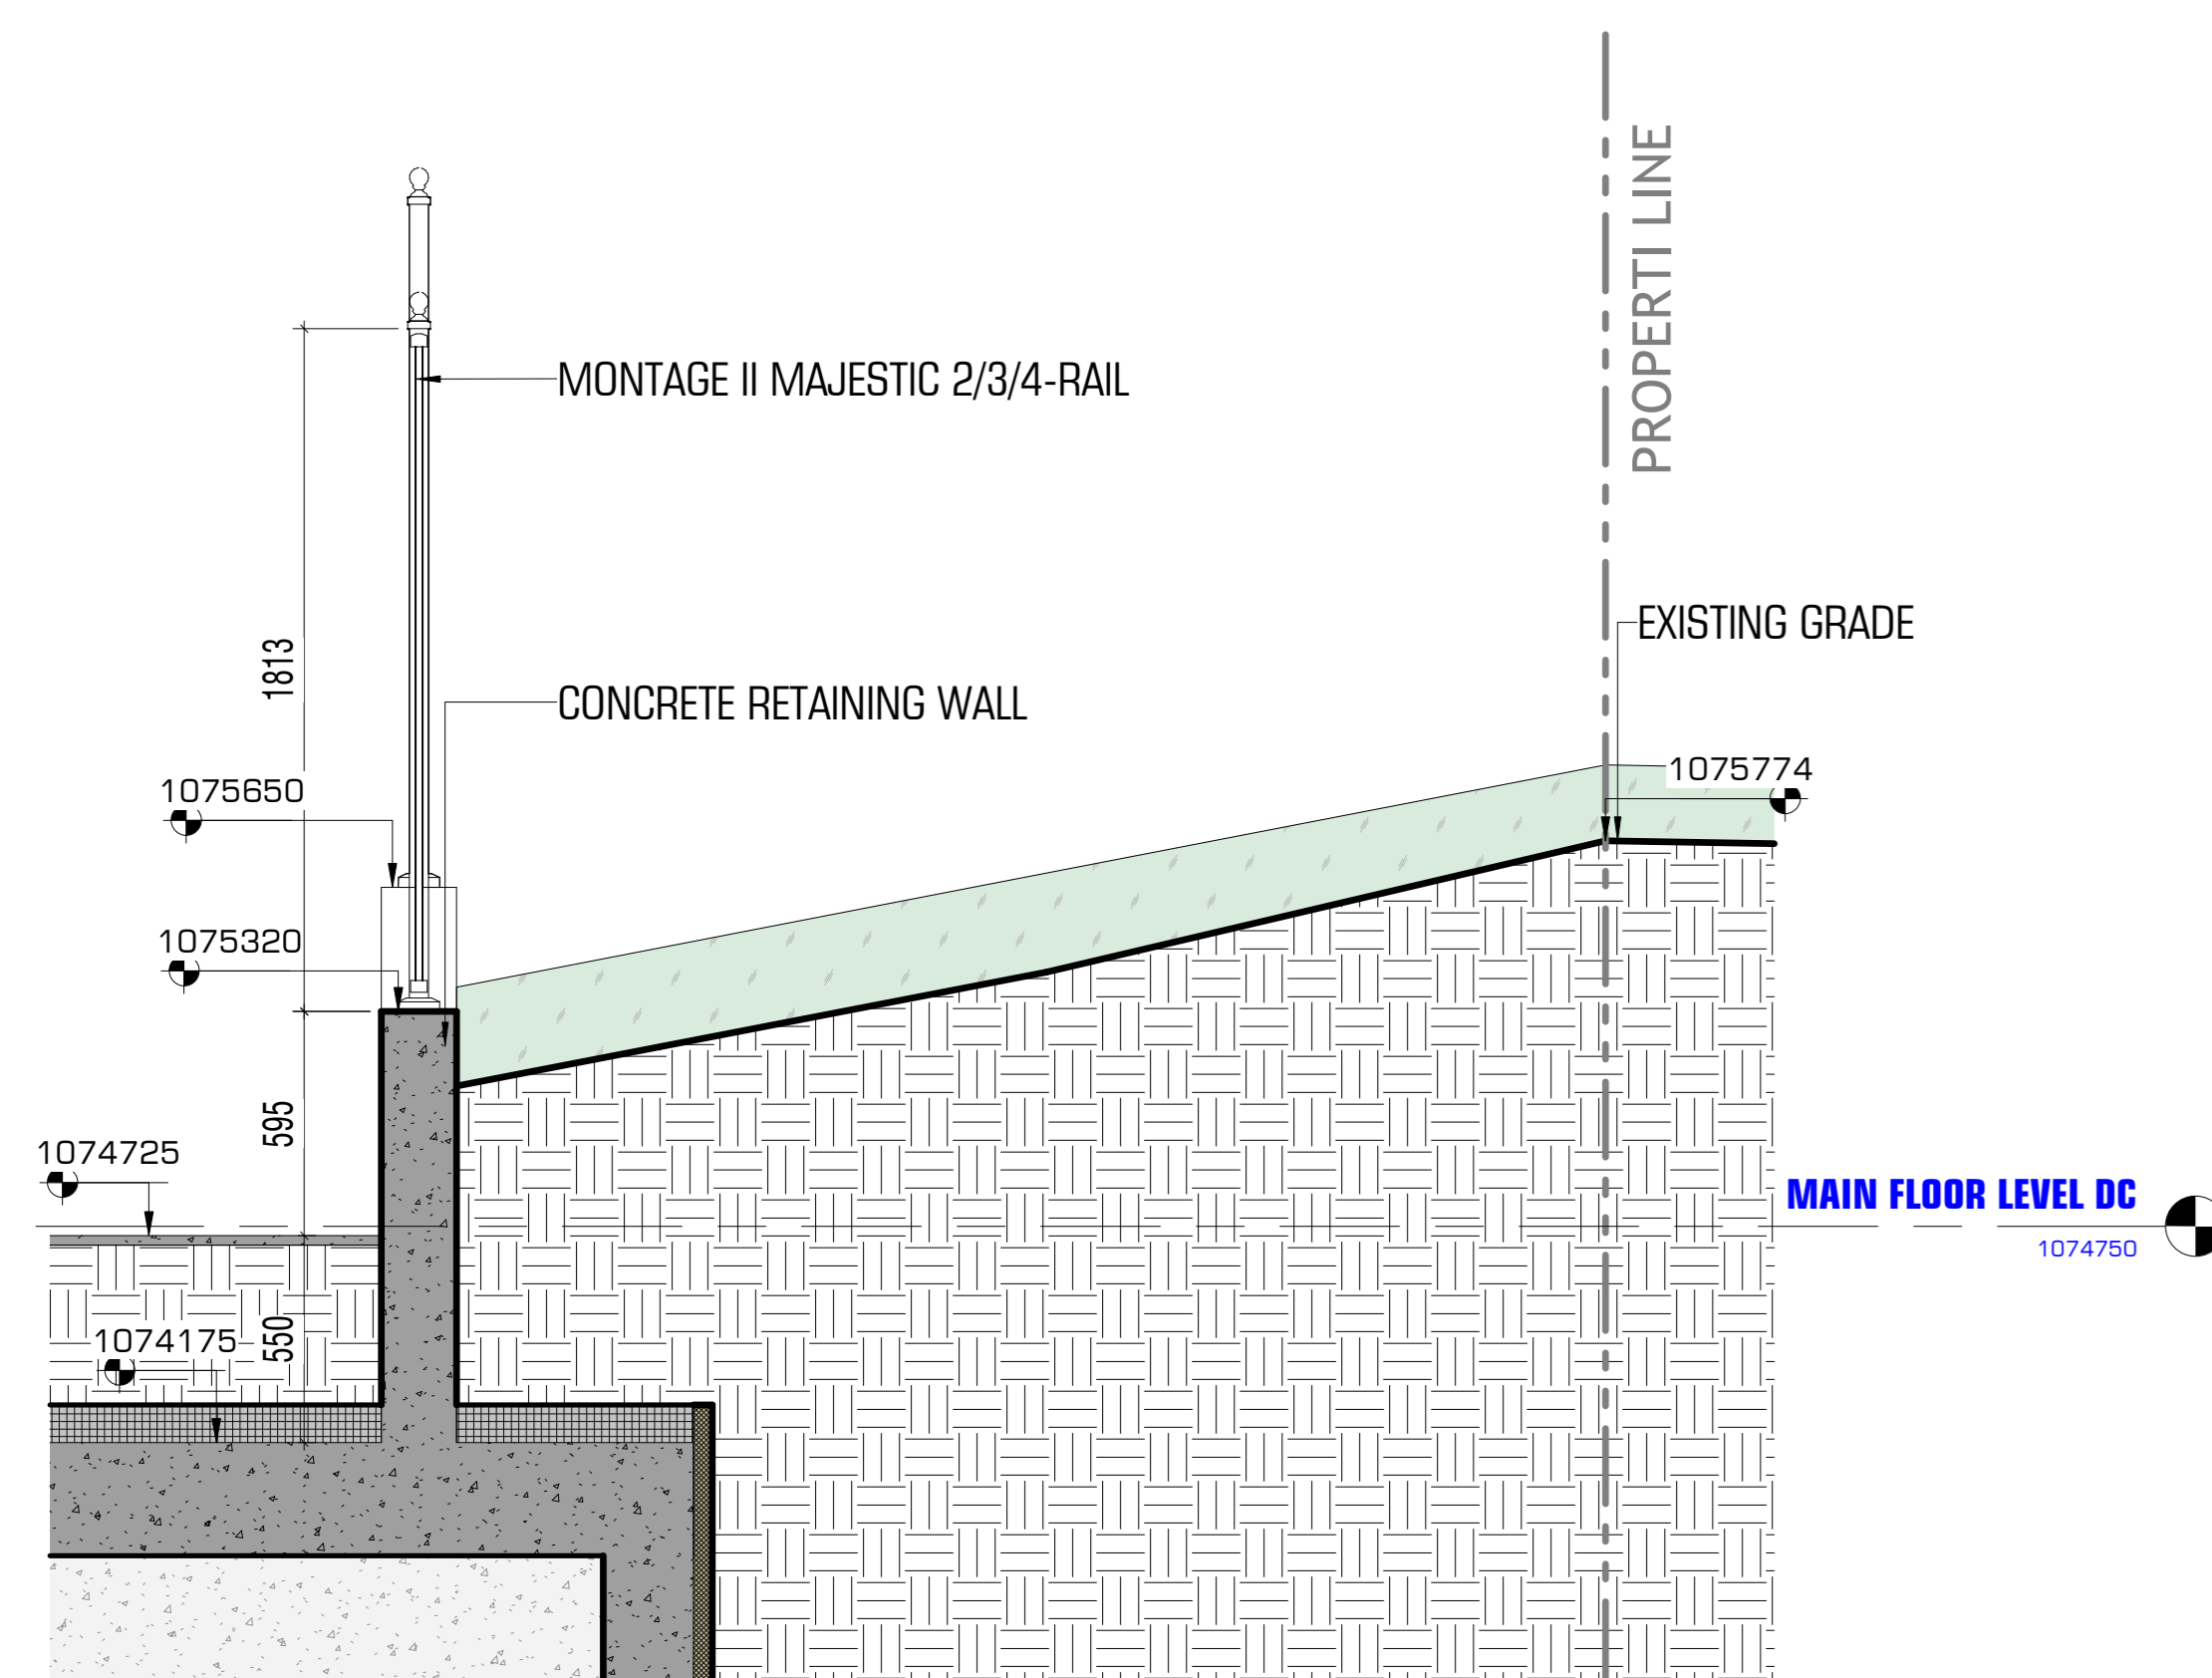 PROPERTI LINE
MONTAGE II MAJESTIC 2/3/4-RAIL
EXISTING GRADE
1813
CONCRETE RETAINING WALL
1075774
1075650
1075320
595
1074725
MAIN FLOOR LEVEL DC
1074750
1074175
550